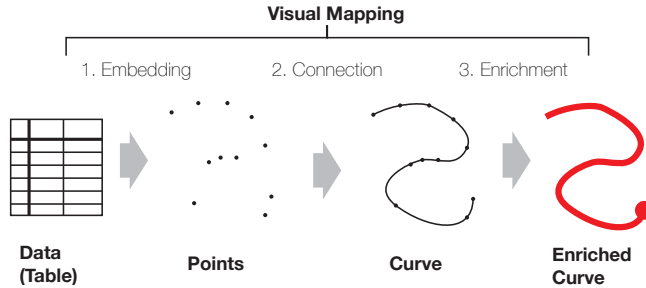 Visual Mapping
1. Embedding
2. Connection
3. Enrichment
Data
(Table)
Points
Curve
Enriched
Curve